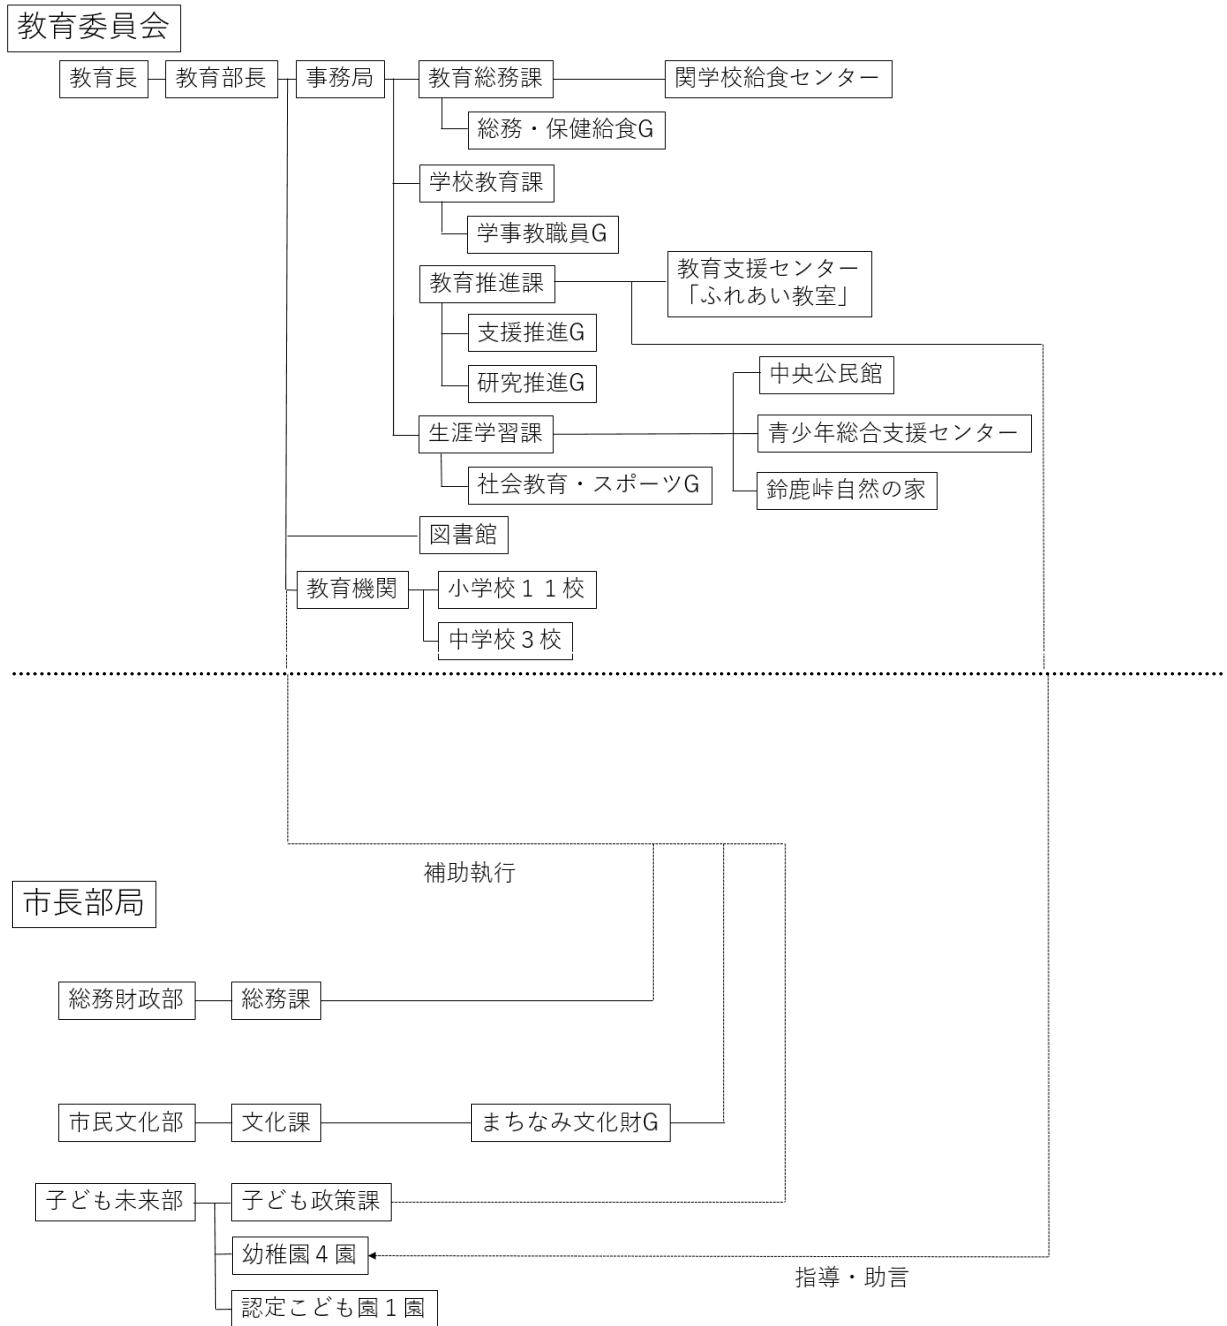 教育委員会
教育長
教育部長
事務局
教育総務課
関学校給食センター
総務・保健給食G
学校教育課
学事教職員G
教育推進課
教育支援センター
「ふれあい教室」
支援推進G
研究推進G
中央公民館
生涯学習課
青少年総合支援センター
社会教育・スポーツG
鈴鹿峠自然の家
図書館
教育機関
小学校１１校
中学校３校
補助執行
市長部局
総務財政部
総務課
市民文化部
文化課
まちなみ文化財G
子ども未来部
子ども政策課
幼稚園４園
指導・助言
認定こども園１園